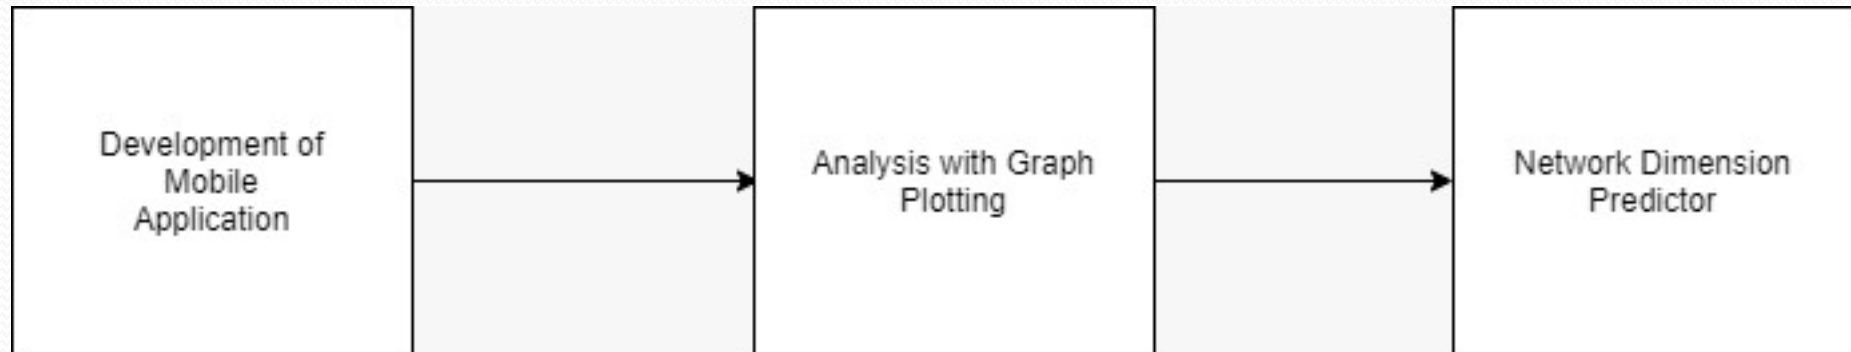 Development of
Mobile
Application
Analysis with Graph
Plotting
Network Dimension
Predictor